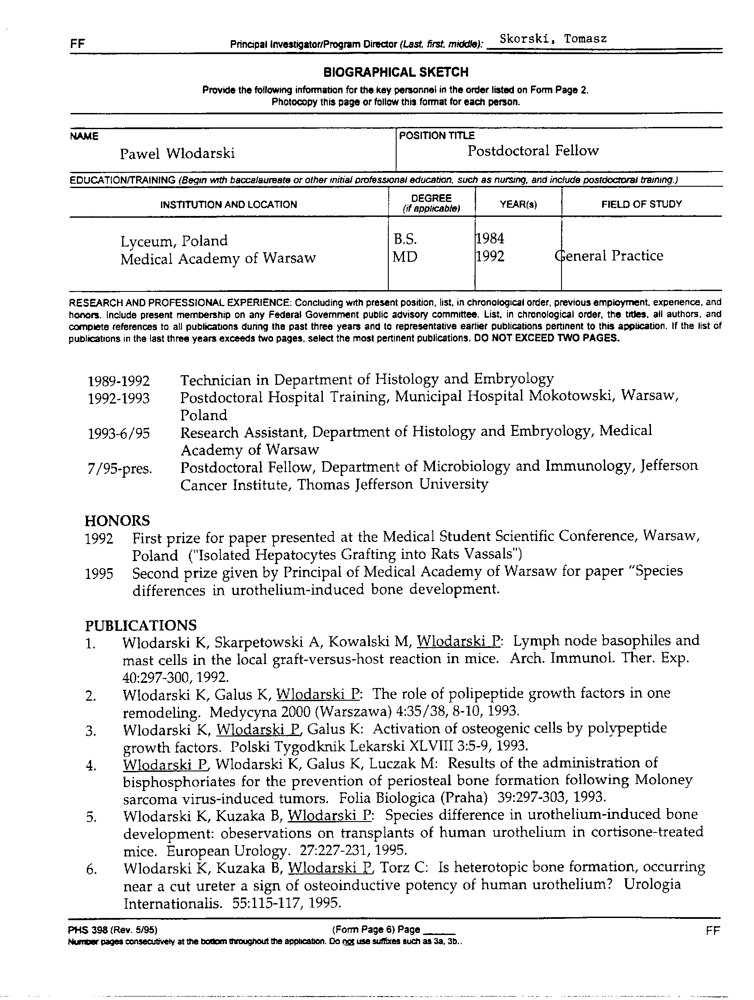 FF
Principal Investigator/Program Director (Last, first, middle): Skorski, Tomasz
BIOGRAPHICAL SKETCH
Provide the following information for the key personnel in the order listed on Form Page 2.
Photocopy this page or follow this format for each person.
NAME
POSITION TITLE
Pawel Wlodarski
Postdoctoral Fellow
EDUCATION/TRAINING (Begin with baccalaureate or other initial professional education, such as nursing, and include postdoctoral training.)
INSTITUTION AND LOCATION
DEGREE
(if applicable)
YEAR(s)
FIELD OF STUDY
Lyceum, Poland B.S. 1984
Medical Academy of Warsaw MD 1992 General Practice
RESEARCH AND PROFESSIONAL EXPERIENCE: Concluding with present position, list, in chronological order, previous employment, experience, and
honors. Include present membership on any Federal Government public advisory committee. List, in chronological order, the titles, all authors, and
complete references to all publications during the past three years and to representative earlier publications pertinent to this application. If the list of
publications in the last three years exceeds two pages, select the most pertinent publications. DO NOT EXCEED TWO PAGES.
1989-1992 Technician in Department of Histology and Embryology
1992-1993 Postdoctoral Hospital Training, Municipal Hospital Mokotowski, Warsaw,
Poland
1993-6/95 Research Assistant, Department of Histology and Embryology, Medical
Academy of Warsaw
7/95-pres. Postdoctoral Fellow, Department of Microbiology and Immunology, Jefferson
Cancer Institute, Thomas Jefferson University
HONORS
1992 First prize for paper presented at the Medical Student Scientific Conference, Warsaw,
Poland ("Isolated Hepatocytes Grafting into Rats Vassals")
1995 Second prize given by Principal of Medical Academy of Warsaw for paper "Species
differences in urothelium-induced bone development.
PUBLICATIONS
1. Wlodarski K, Skarpetowski A, Kowalski M, Wlodarski P: Lymph node basophiles and
mast cells in the local graft-versus-host reaction in mice. Arch. Immunol. Ther. Exp.
40:297-300, 1992.
2. Wlodarski K, Galus K, Wlodarski P: The role of polipeptide growth factors in one
remodeling. Medycyna 2000 (Warszawa) 4:35/38, 8-10, 1993.
3. Wlodarski K, Wlodarski P, Galus K: Activation of osteogenic cells by polypeptide
growth factors. Polski Tygodknik Lekarski XLVIII 3:5-9, 1993.
4. Wlodarski P, Wlodarski K, Galus K, Luczak M: Results of the administration of
bisphosphoriates for the prevention of periosteal bone formation following Moloney
sarcoma virus-induced tumors. Folia Biologica (Praha) 39:297-303, 1993.
5. Wlodarski K, Kuzaka B, Wlodarski P: Species difference in urothelium-induced bone
development: obeservations on transplants of human urothelium in cortisone-treated
mice. European Urology. 27:227-231, 1995.
6. Wlodarski K, Kuzaka B, Wlodarski P, Torz C: Is heterotopic bone formation, occurring
near a cut ureter a sign of osteoinductive potency of human urothelium? Urologia
Internationalis. 55:115-117, 1995.
PHS 398 (Rev. 5/95) (Form Page 6) Page ______ FF
Number pages consecutively at the bottom throughout the application. Do not use suffixes such as 3a, 3b..